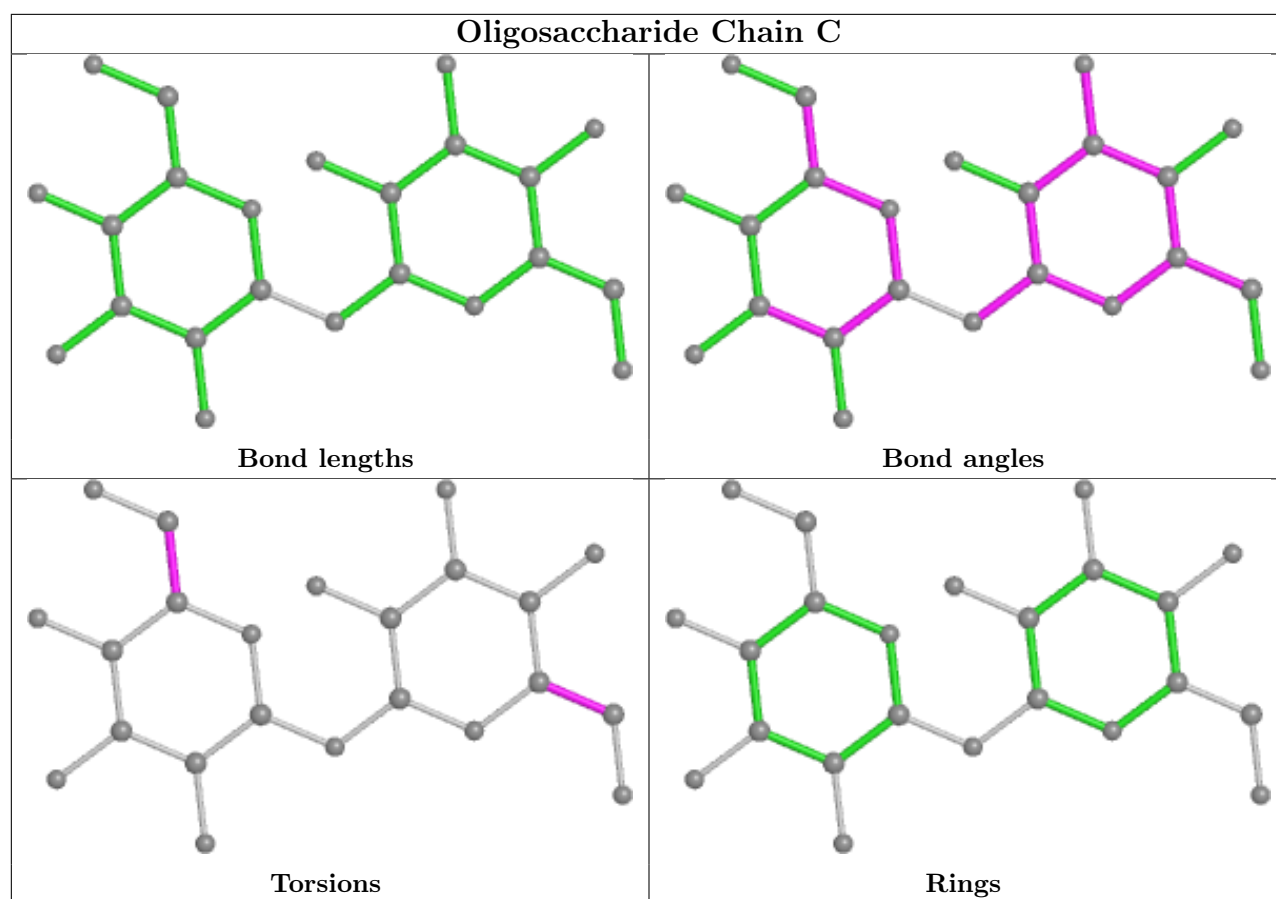 Oligosaccharide Chain C
Bond lengths
Bond angles
Torsions
Rings